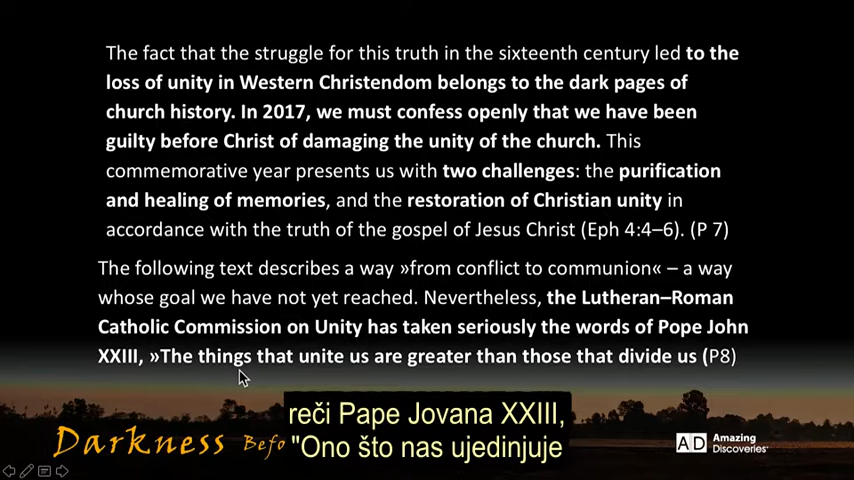 The fact that the struggle for this truth in the sixteenth century led to the
loss of unity in Western Christendom belongs to the dark pages of
church history. In 2017, we must confess openly that we have been
guilty before Christ of damaging the unity of the church. This
commemorative year presents us with two challenges: the purification
and healing of memories, and the restoration of Christian unity in
accordance with the truth of the gospel of Jesus Christ (Eph 4:4–6). (P 7)
The following text describes a way »from conflict to communion« – a way
whose goal we have not yet reached. Nevertheless, the Lutheran–Roman
Catholic Commission on Unity has taken seriously the words of Pope John
XXIII, »The things that unite us are greater than those that divide us (P8)
reči Pape Jovana XXIII,
"Ono što nas ujedinjuje
Darkness Befo
AD Amazing
Discoveries